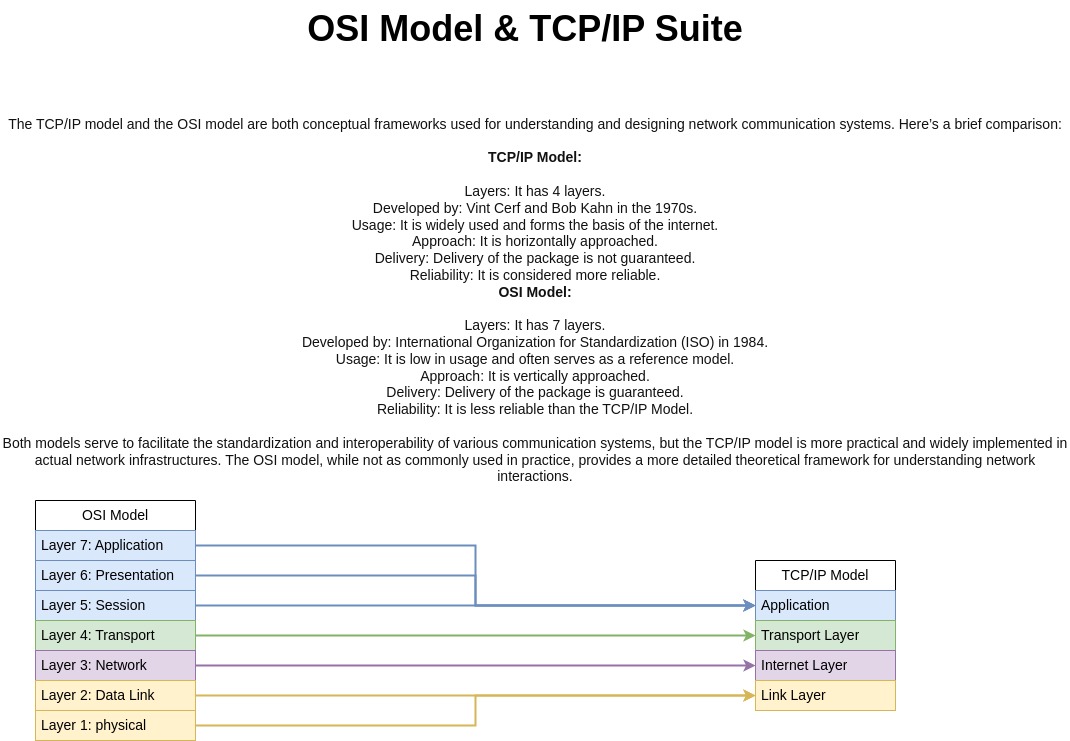 OSI Model & TCP/IP Suite
The TCP/IP model and the OSI model are both conceptual frameworks used for understanding and designing network communication systems. Here’s a brief comparison:
TCP/IP Model:
Layers: It has 4 layers.
Developed by: Vint Cerf and Bob Kahn in the 1970s.
Usage: It is widely used and forms the basis of the internet.
Approach: It is horizontally approached.
Delivery: Delivery of the package is not guaranteed.
Reliability: It is considered more reliable.
OSI Model:
Layers: It has 7 layers.
Developed by: International Organization for Standardization (ISO) in 1984.
Usage: It is low in usage and often serves as a reference model.
Approach: It is vertically approached.
Delivery: Delivery of the package is guaranteed.
Reliability: It is less reliable than the TCP/IP Model.
Both models serve to facilitate the standardization and interoperability of various communication systems, but the TCP/IP model is more practical and widely implemented in
actual network infrastructures. The OSI model, while not as commonly used in practice, provides a more detailed theoretical framework for understanding network
interactions.
OSI Model
Layer 7: Application
Layer 6: Presentation
Layer 5: Session
Layer 4: Transport
Layer 3: Network
Layer 2: Data Link
Layer 1: physical
TCP/IP Model
Application
Transport Layer
Internet Layer
Link Layer